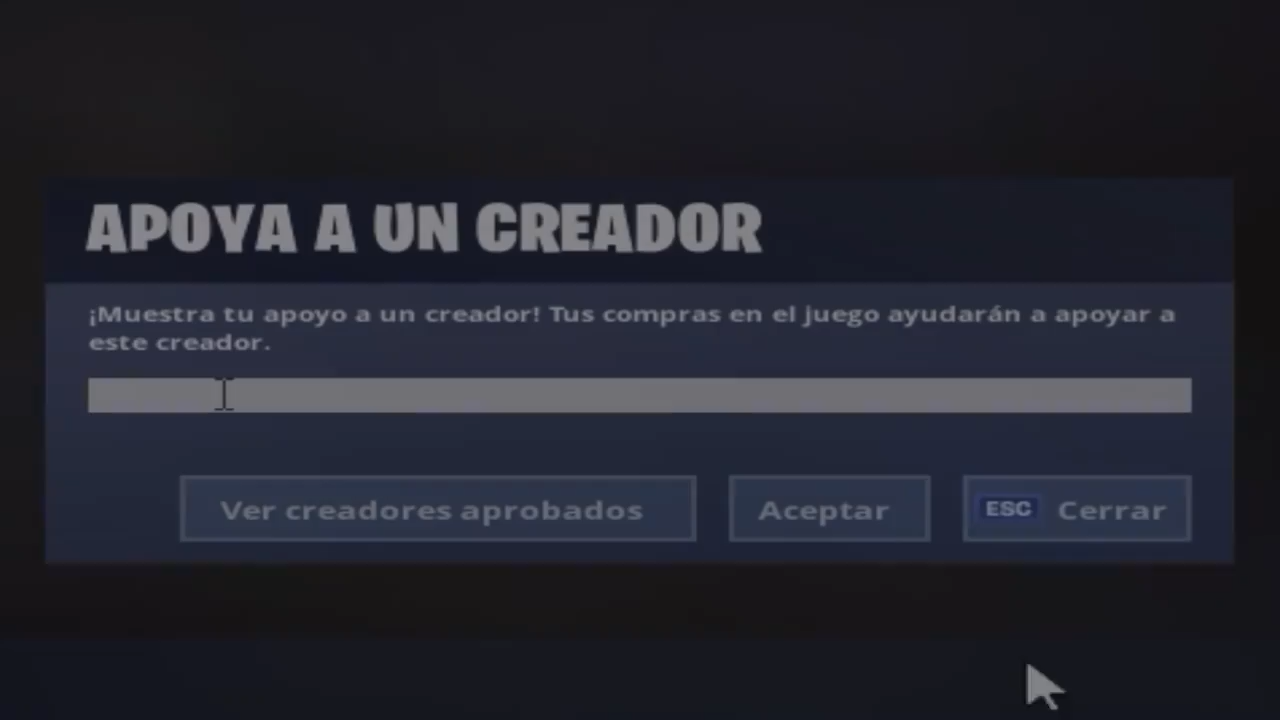 APOYA A UN CREADOR
¡Muestra tu apoyo a un creador! Tus compras en el juego ayudarán a apoyar a
este creador.
Ver creadores aprobados
Aceptar
ESC Cerrar